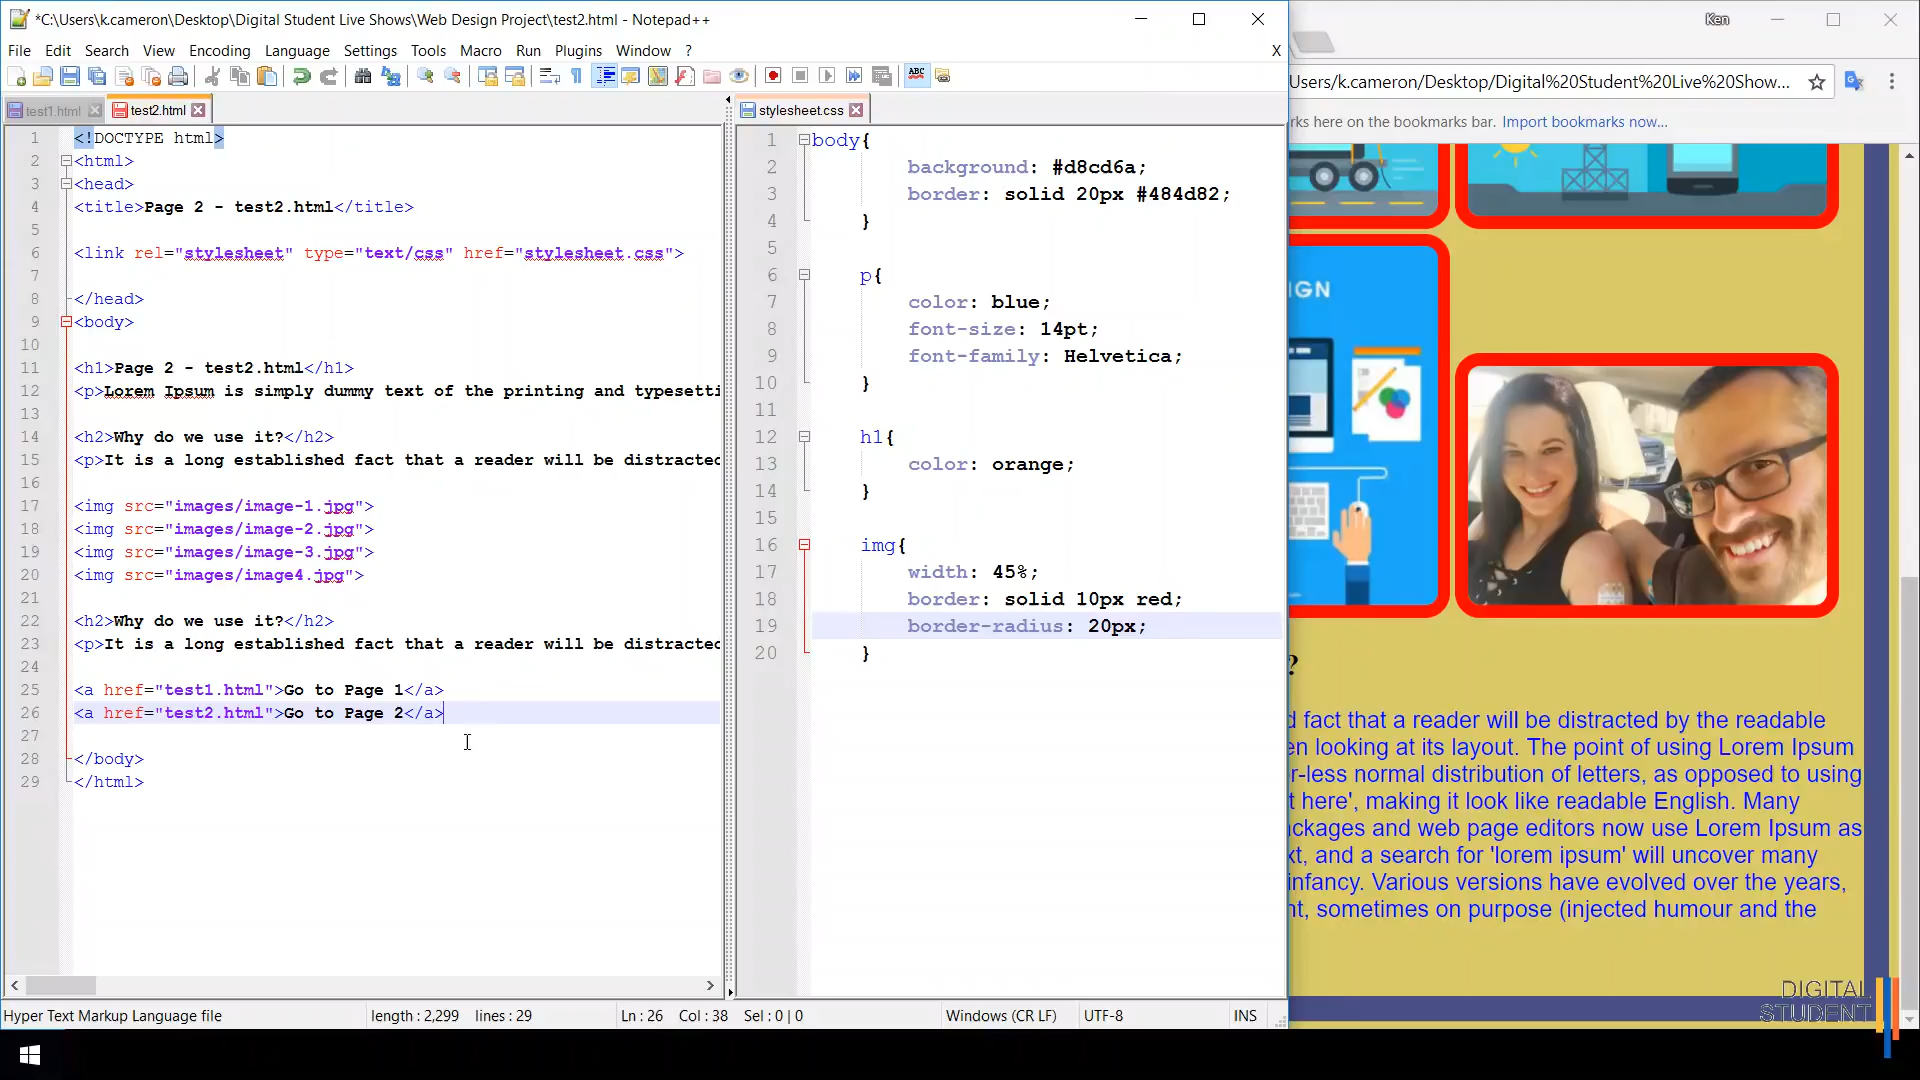 *C:\Users\k.cameron\Desktop\Digital Student Live Shows\Web Design Project\test2.html - Notepad++
File Edit Search View Encoding Language Settings Tools Macro Run Plugins Window ? X
test1.html test2.html
1 <!DOCTYPE html>
2 <html>
3 <head>
4 <title>Page 2 - test2.html</title>
5
6 <link rel="stylesheet" type="text/css" href="stylesheet.css">
7
8 </head>
9 <body>
10
11 <h1>Page 2 - test2.html</h1>
12 <p>Lorem Ipsum is simply dummy text of the printing and typesetti
13
14 <h2>Why do we use it?</h2>
15 <p>It is a long established fact that a reader will be distracted
16
17 <img src="images/image-1.jpg">
18 <img src="images/image-2.jpg">
19 <img src="images/image-3.jpg">
20 <img src="images/image4.jpg">
21
22 <h2>Why do we use it?</h2>
23 <p>It is a long established fact that a reader will be distracted
24
25 <a href="test1.html">Go to Page 1</a>
26 <a href="test2.html">Go to Page 2</a>
27
28 </body>
29 </html>
stylesheet.css
1 body{
2 background: #d8cd6a;
3 border: solid 20px #484d82;
4 }
5
6 p{
7 color: blue;
8 font-size: 14pt;
9 font-family: Helvetica;
10 }
11
12 h1{
13 color: orange;
14 }
15
16 img{
17 width: 45%;
18 border: solid 10px red;
19 border-radius: 20px;
20 }
Hyper Text Markup Language file length : 2,299 lines : 29 Ln : 26 Col : 38 Sel : 0 | 0 Windows (CR LF) UTF-8 INS
Ken
Users/k.cameron/Desktop/Digital%20Student%20Live%20Show...
rks here on the bookmarks bar. Import bookmarks now...
IGN
?
d fact that a reader will be distracted by the readable
en looking at its layout. The point of using Lorem Ipsum
r-less normal distribution of letters, as opposed to using
t here', making it look like readable English. Many
ckages and web page editors now use Lorem Ipsum as
xt, and a search for 'lorem ipsum' will uncover many
infancy. Various versions have evolved over the years,
nt, sometimes on purpose (injected humour and the
DIGITAL
STUDENT